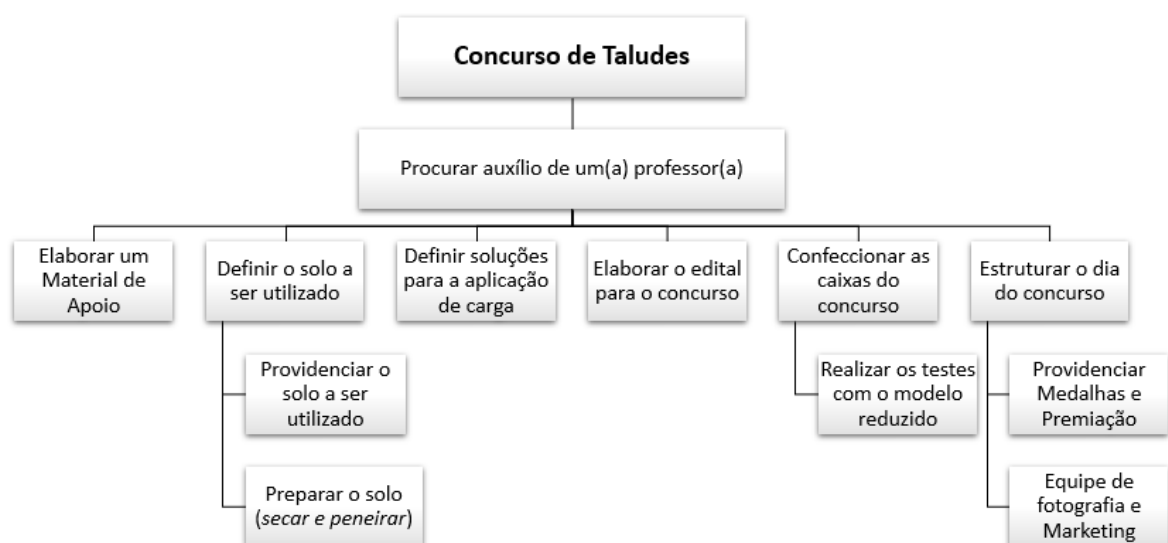 Concurso de Taludes
Procurar auxílio de um(a) professor(a)
Elaborar um
Material de
Apoio
Definir o solo a
ser utilizado
Definir soluções
para a aplicação
de carga
Elaborar o edital
para o concurso
Confeccionar as
caixas do
concurso
Estruturar o dia
do concurso
Providenciar o
solo a ser
utilizado
Realizar os testes
com o modelo
reduzido
Providenciar
Medalhas e
Premiação
Preparar o solo
(secar e peneirar)
Equipe de
fotografia e
Marketing